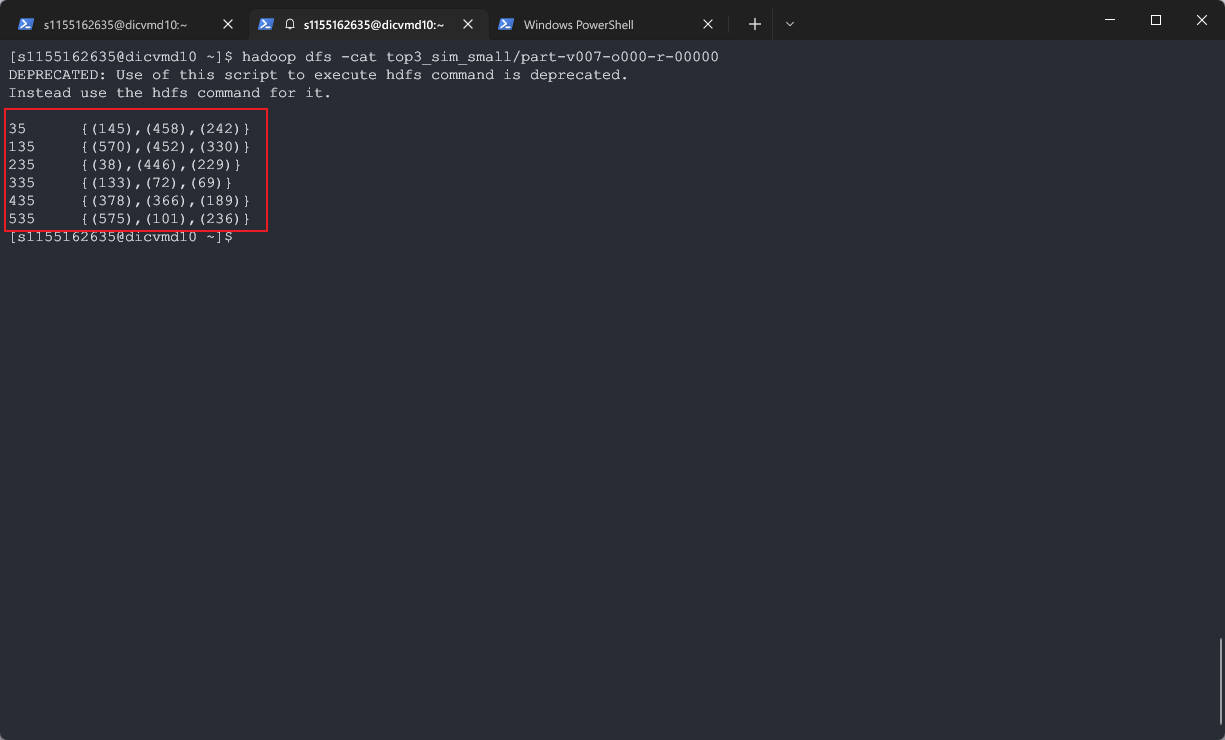 s1155162635@dicvmd10:~
s1155162635@dicvmd10:~
Windows PowerShell
[s1155162635@dicvmd10 ~]$ hadoop dfs -cat top3_sim_small/part-v007-o000-r-00000
DEPRECATED: Use of this script to execute hdfs command is deprecated.
Instead use the hdfs command for it.
35      {(145),(458),(242)}
135     {(570),(452),(330)}
235     {(38),(446),(229)}
335     {(133),(72),(69)}
435     {(378),(366),(189)}
535     {(575),(101),(236)}
[s1155162635@dicvmd10 ~]$